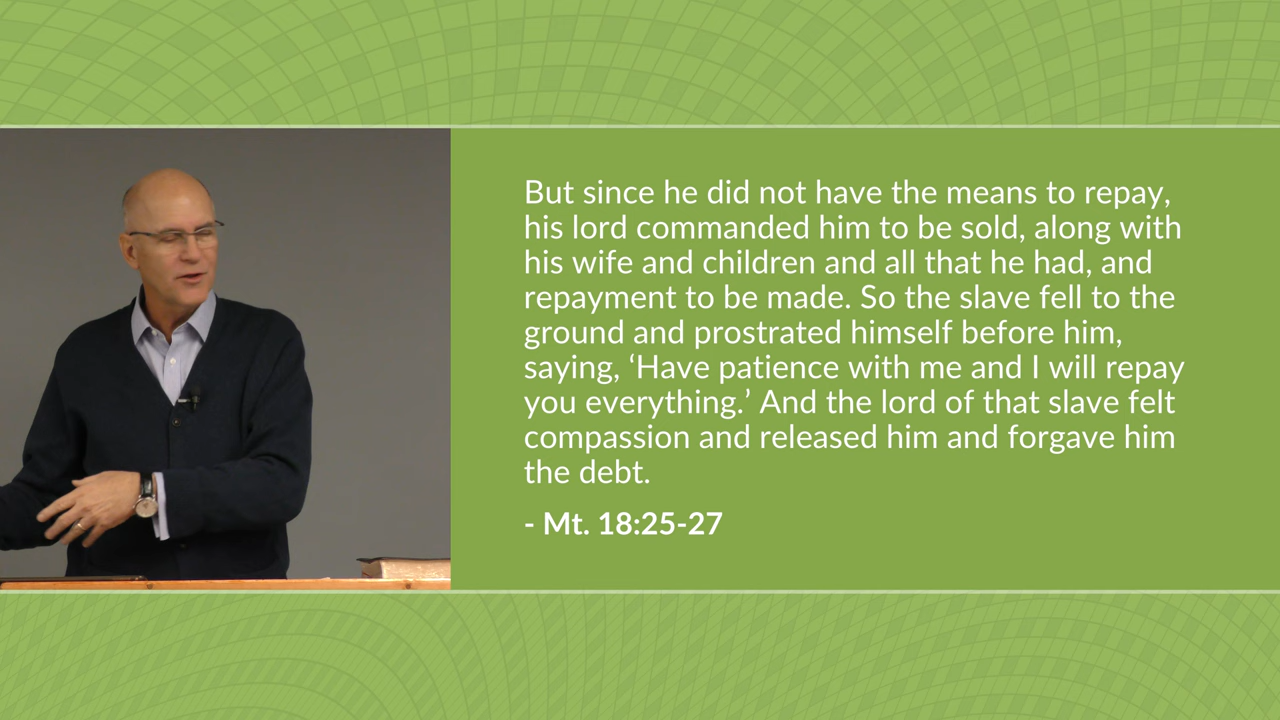 But since he did not have the means to repay,
his lord commanded him to be sold, along with
his wife and children and all that he had, and
repayment to be made. So the slave fell to the
ground and prostrated himself before him,
saying, ‘Have patience with me and I will repay
you everything.’ And the lord of that slave felt
compassion and released him and forgave him
the debt.
- Mt. 18:25-27